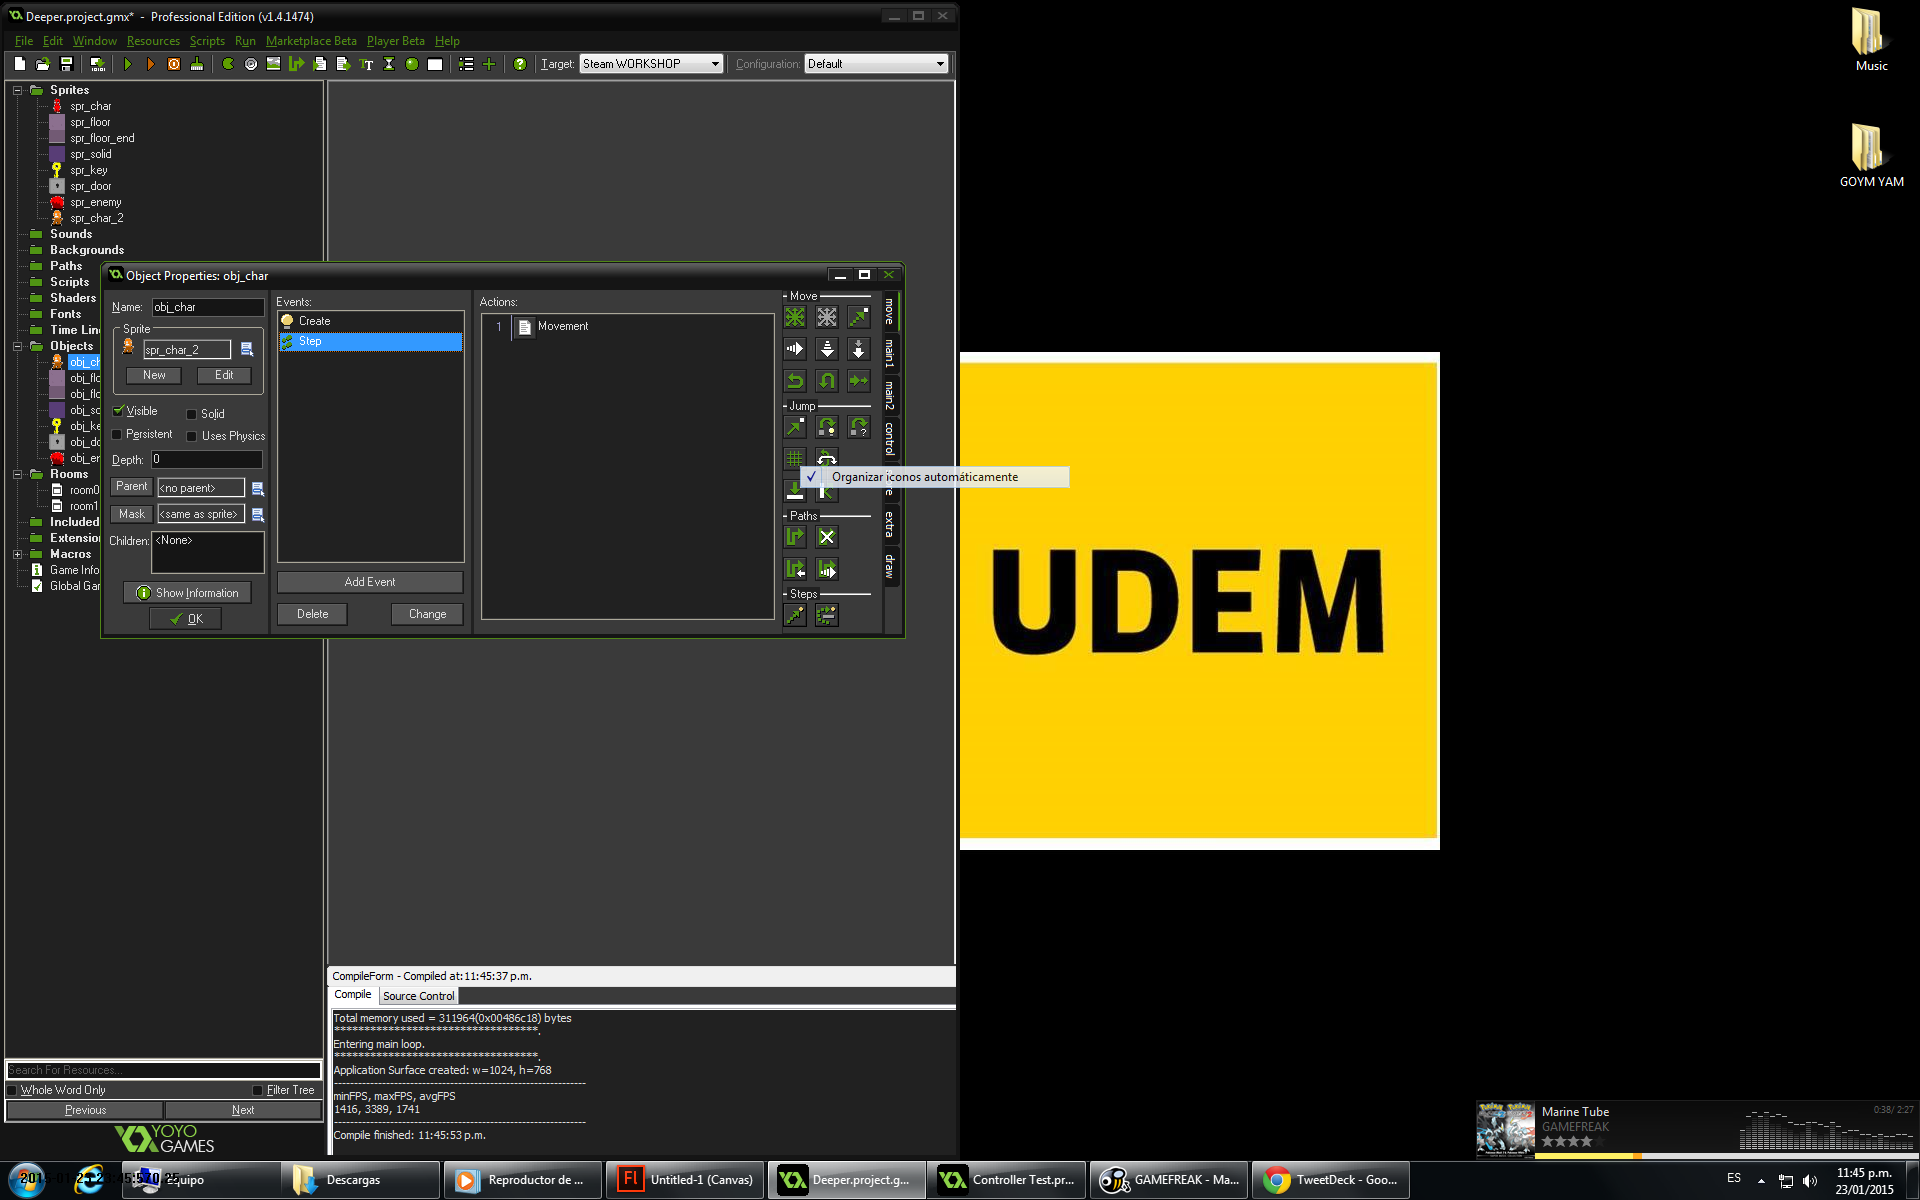 Deeper.project.gmx* - Professional Edition (v1.4.1474)
File Edit Window Resources Scripts Run Marketplace Beta Player Beta Help
Target: Steam WORKSHOP Configuration: Default
Sprites
spr_char
spr_floor
spr_floor_end
spr_solid
spr_key
spr_door
spr_enemy
spr_char_2
Sounds
Backgrounds
Paths
Scripts
Shaders
Fonts
Time Line
Objects
obj_ch
obj_flo
obj_flo
obj_so
obj_ke
obj_do
obj_en
Rooms
room0
room1
Included
Extension
Macros
Game Info
Global Gar
Object Properties: obj_char
Name: obj_char
Sprite
spr_char_2
New Edit
Visible Solid
Persistent Uses Physics
Depth: 0
Parent <no parent>
Mask <same as sprite>
Children: <None>
Show Information
OK
Events:
Create
Step
Add Event
Delete Change
Actions:
1 Movement
Move
Jump
Paths
Steps
move
main1
main2
control
extra
draw
Organizar iconos automáticamente
UDEM
Music
GOYM YAM
CompileForm - Compiled at: 11:45:37 p.m.
Compile Source Control
Total memory used = 311964(0x00486c18) bytes
**********************************.
Entering main loop.
**********************************.
Application Surface created: w=1024, h=768
minFPS, maxFPS, avgFPS
1416, 3389, 1741
Compile finished: 11:45:53 p.m.
Search For Resources...
Whole Word Only Filter Tree
Previous Next
YOYO
GAMES
Marine Tube
GAMEFREAK
0:38/ 2:27
Equipo
Descargas
Reproductor de ...
Untitled-1 (Canvas)
Deeper.project.g...
Controller Test.pr...
GAMEFREAK - Ma...
TweetDeck - Goo...
ES
11:45 p.m.
23/01/2015